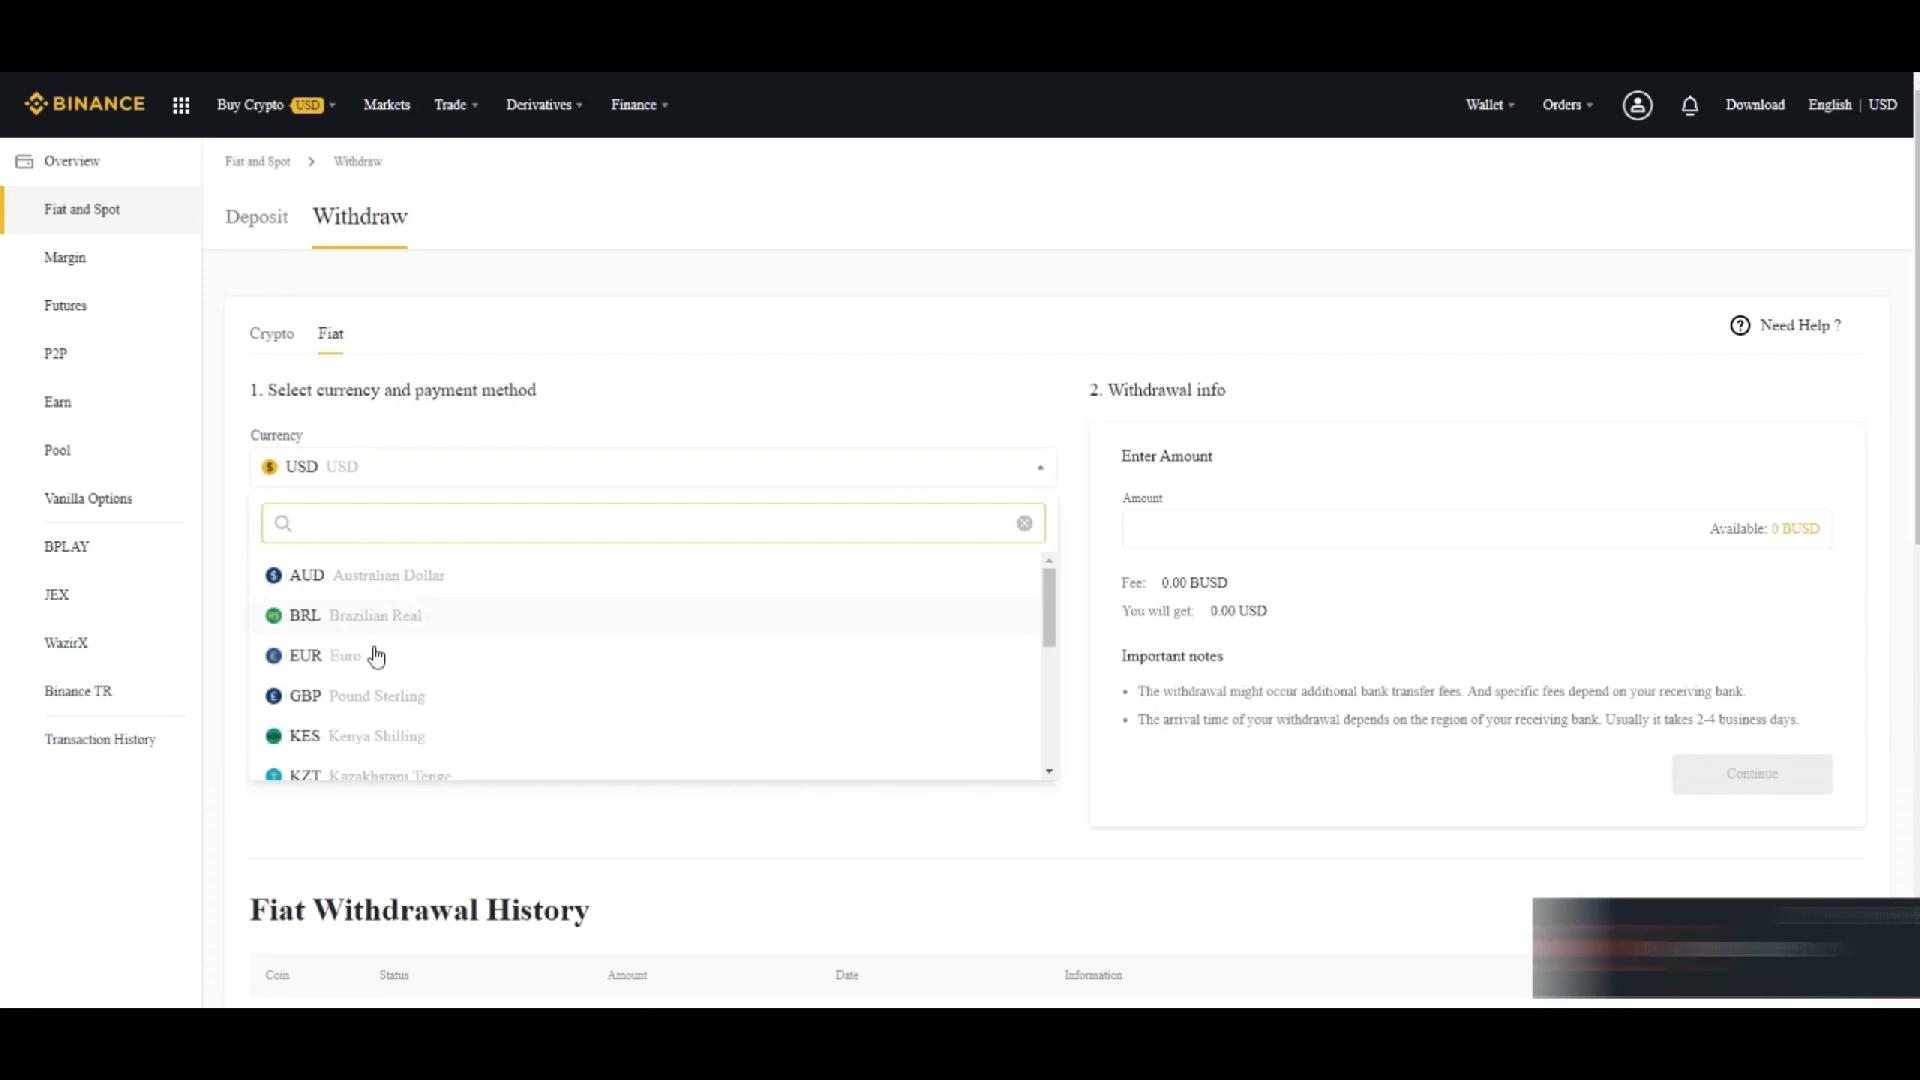 BINANCE
Buy Crypto USD
Markets
Trade
Derivatives
Finance
Wallet
Orders
Download
English | USD
Overview
Fiat and Spot
Margin
Futures
P2P
Earn
Pool
Vanilla Options
BPLAY
JEX
WazirX
Binance TR
Transaction History
Fiat and Spot > Withdraw
Deposit Withdraw
Crypto Fiat
Need Help ?
1. Select currency and payment method
Currency
USD USD
AUD Australian Dollar
BRL Brazilian Real
EUR Euro
GBP Pound Sterling
KES Kenya Shilling
KZT Kazakhstani Tenge
2. Withdrawal info
Enter Amount
Amount
Available: 0 BUSD
Fee: 0.00 BUSD
You will get: 0.00 USD
Important notes
• The withdrawal might occur additional bank transfer fees. And specific fees depend on your receiving bank.
• The arrival time of your withdrawal depends on the region of your receiving bank. Usually it takes 2-4 business days.
Continue
Fiat Withdrawal History
Coin Status Amount Date Information